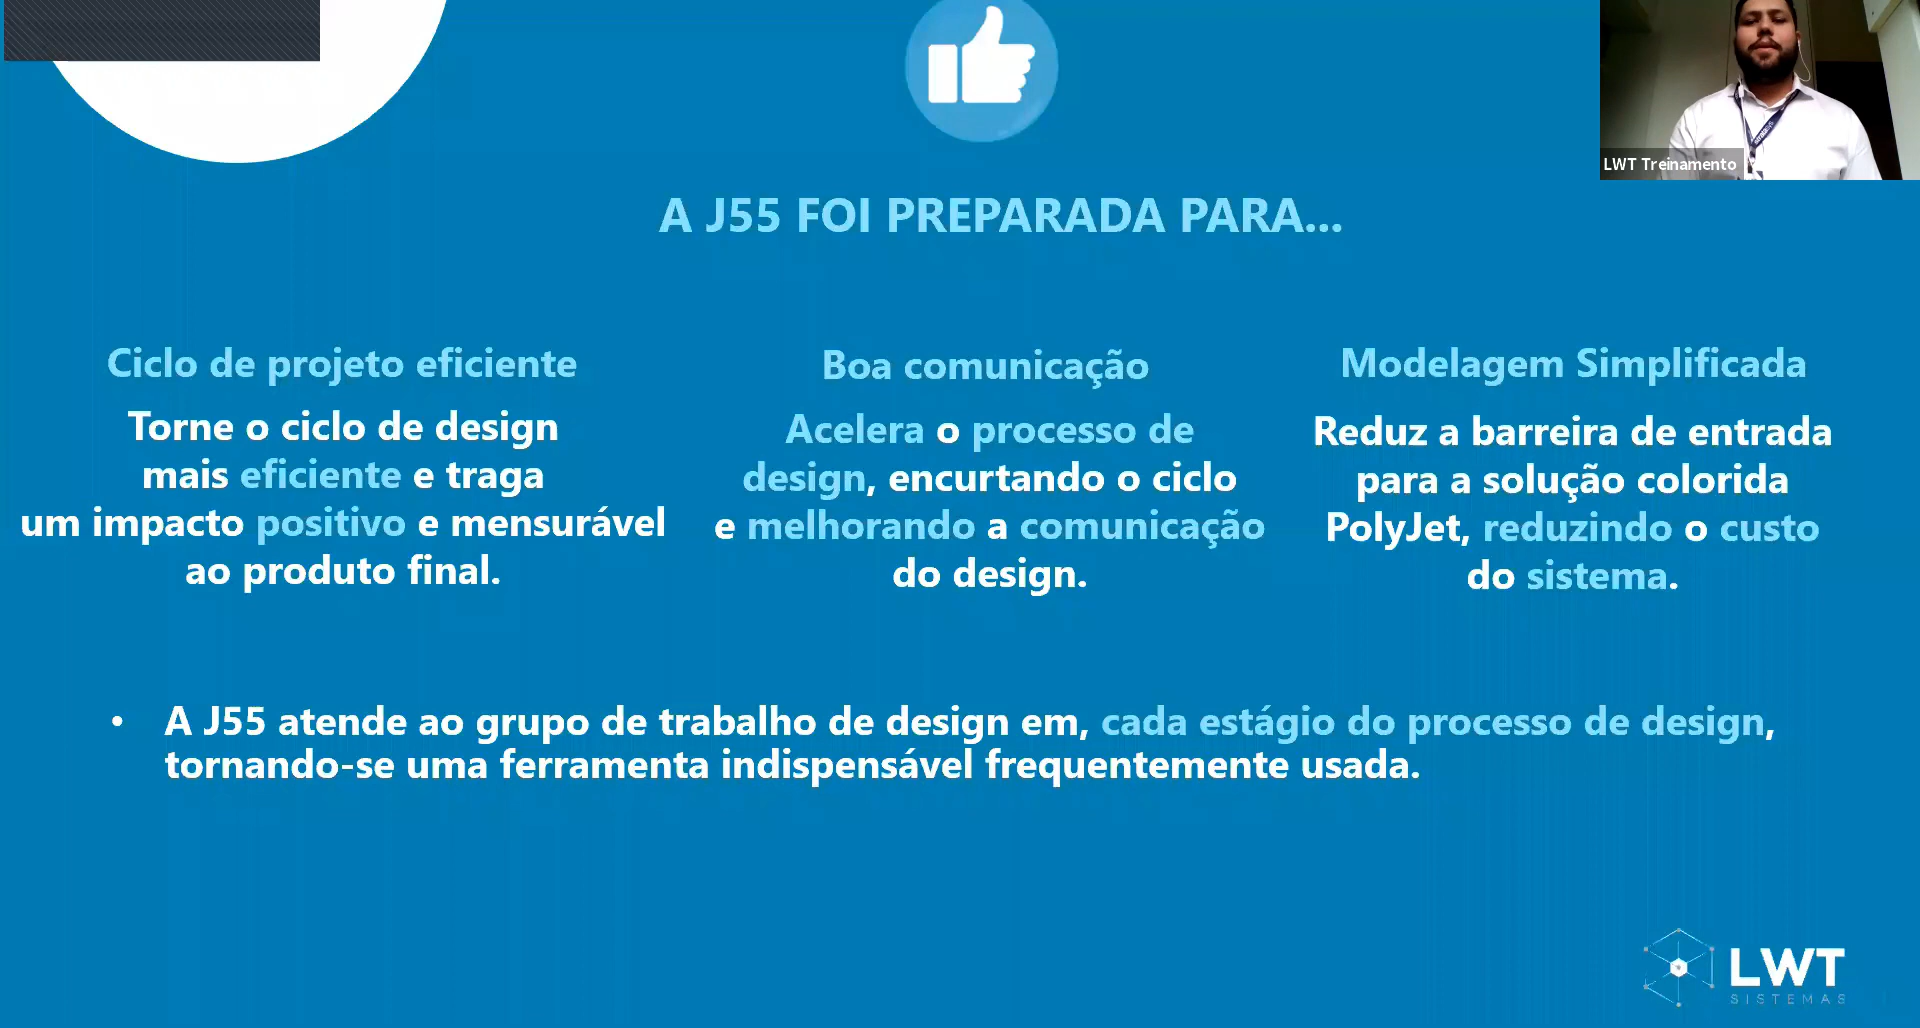 LWT Treinamento
A J55 FOI PREPARADA PARA...
Ciclo de projeto eficiente
Torne o ciclo de design
mais eficiente e traga
um impacto positivo e mensurável
ao produto final.
Boa comunicação
Acelera o processo de
design, encurtando o ciclo
e melhorando a comunicação
do design.
Modelagem Simplificada
Reduz a barreira de entrada
para a solução colorida
PolyJet, reduzindo o custo
do sistema.
• A J55 atende ao grupo de trabalho de design em, cada estágio do processo de design,
tornando-se uma ferramenta indispensável frequentemente usada.
LWT
SISTEMAS